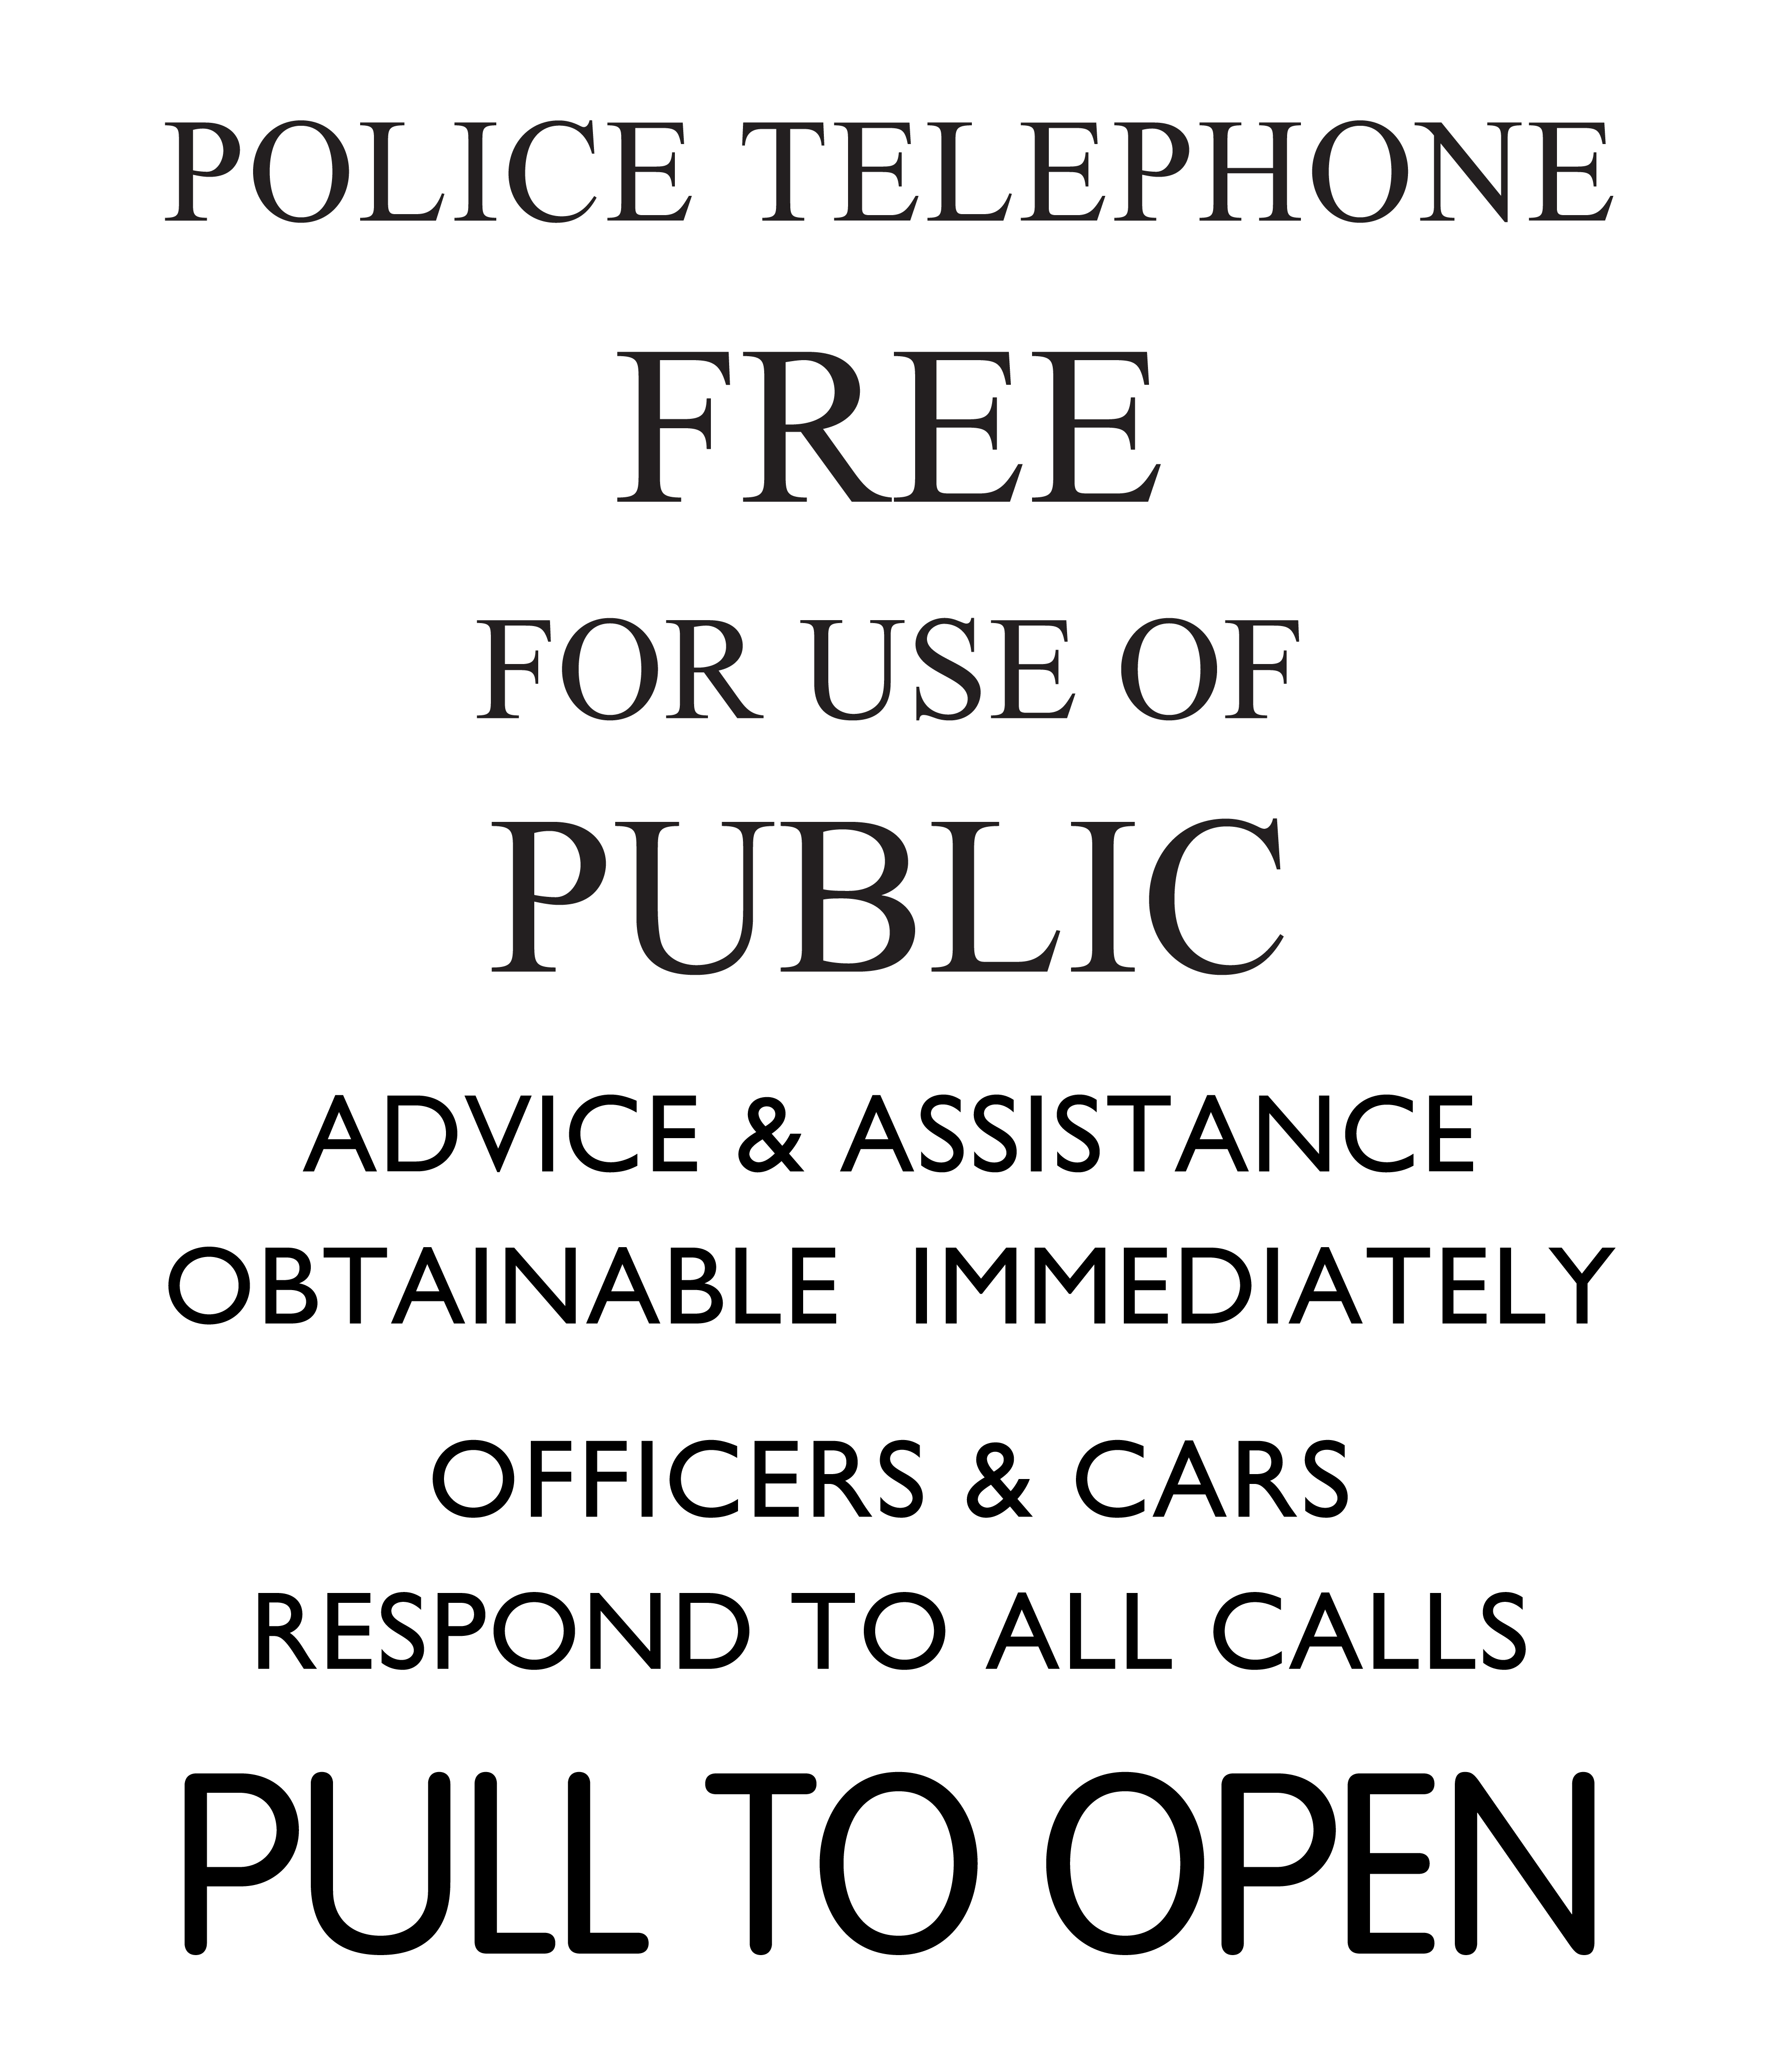 POLICE TELEPHONE
FREE
FOR USE OF
PUBLIC
ADVICE & ASSISTANCE
OBTAINABLE IMMEDIATELY
OFFICERS & CARS
RESPOND TO ALL CALLS
PULL TO OPEN